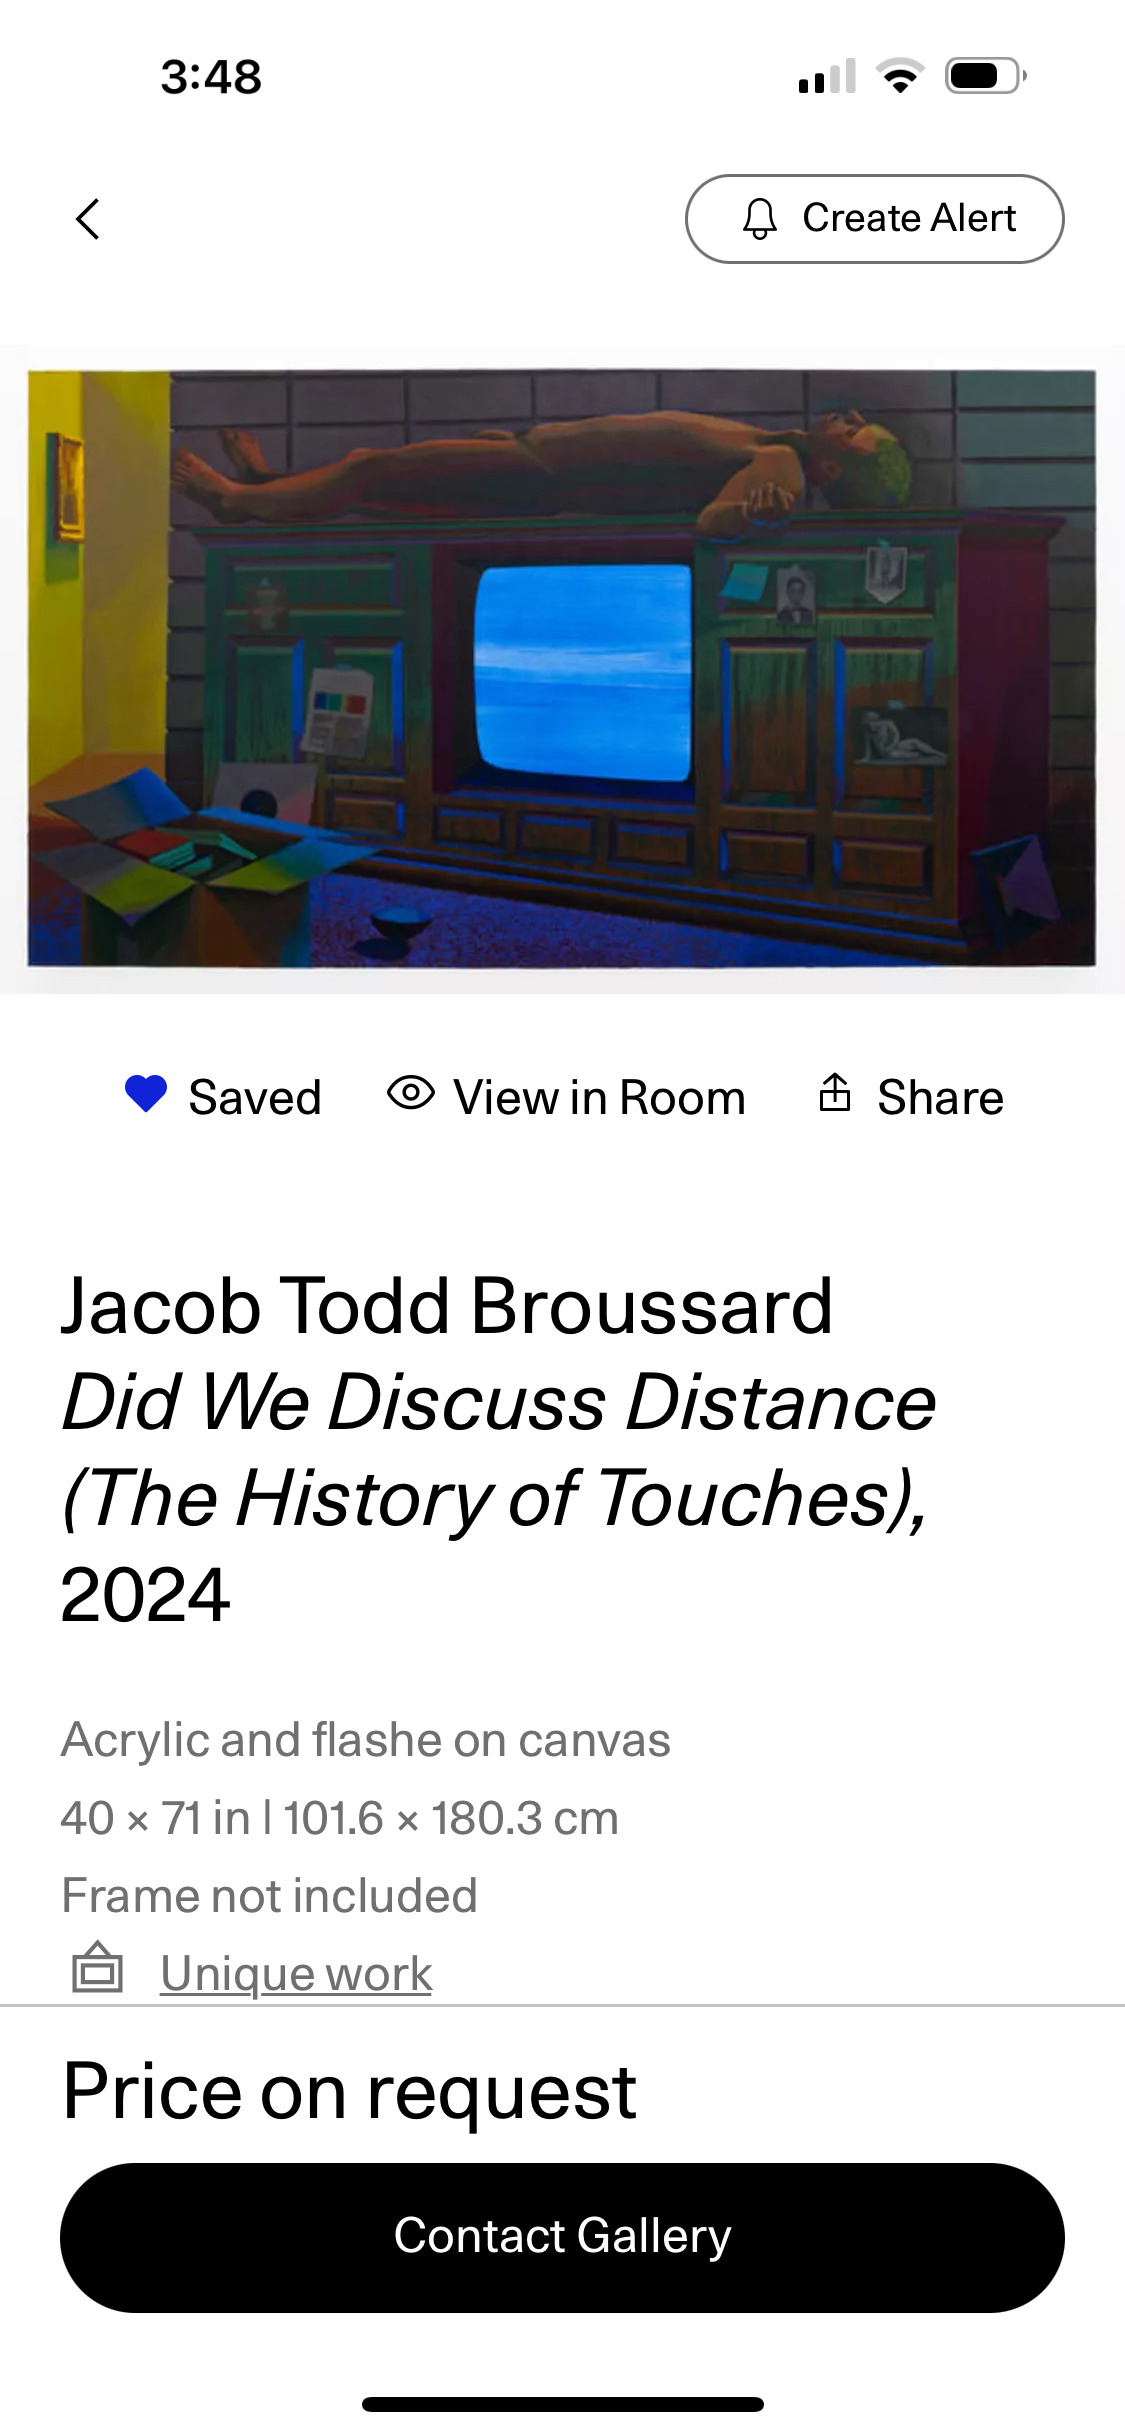 3:48
Create Alert
Saved
View in Room
Share
Jacob Todd Broussard
Did We Discuss Distance
(The History of Touches),
2024
Acrylic and flashe on canvas
40 × 71 in | 101.6 × 180.3 cm
Frame not included
Unique work
Price on request
Contact Gallery